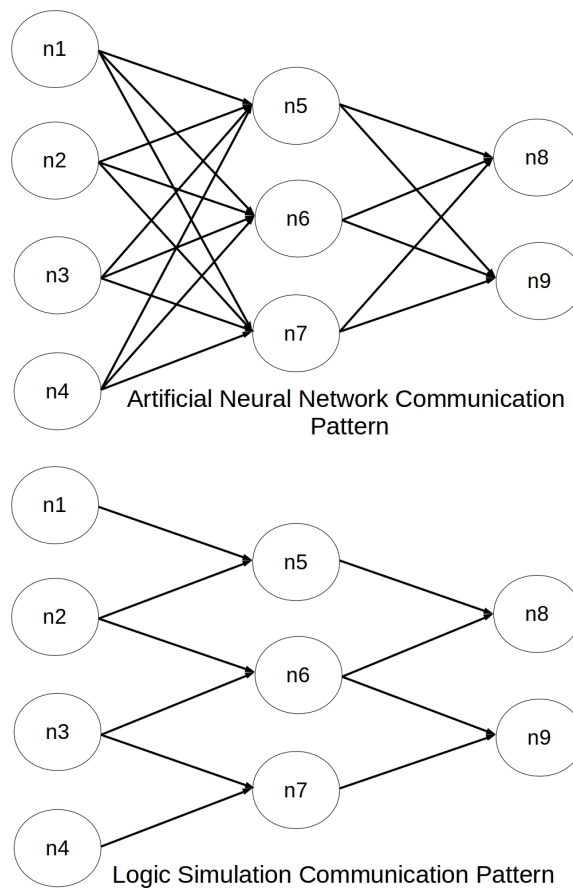 n1
n2
n3
n4
n5
n6
n7
n8
n9
Artificial Neural Network Communication
Pattern
n1
n2
n3
n4
n5
n6
n7
n8
n9
Logic Simulation Communication Pattern